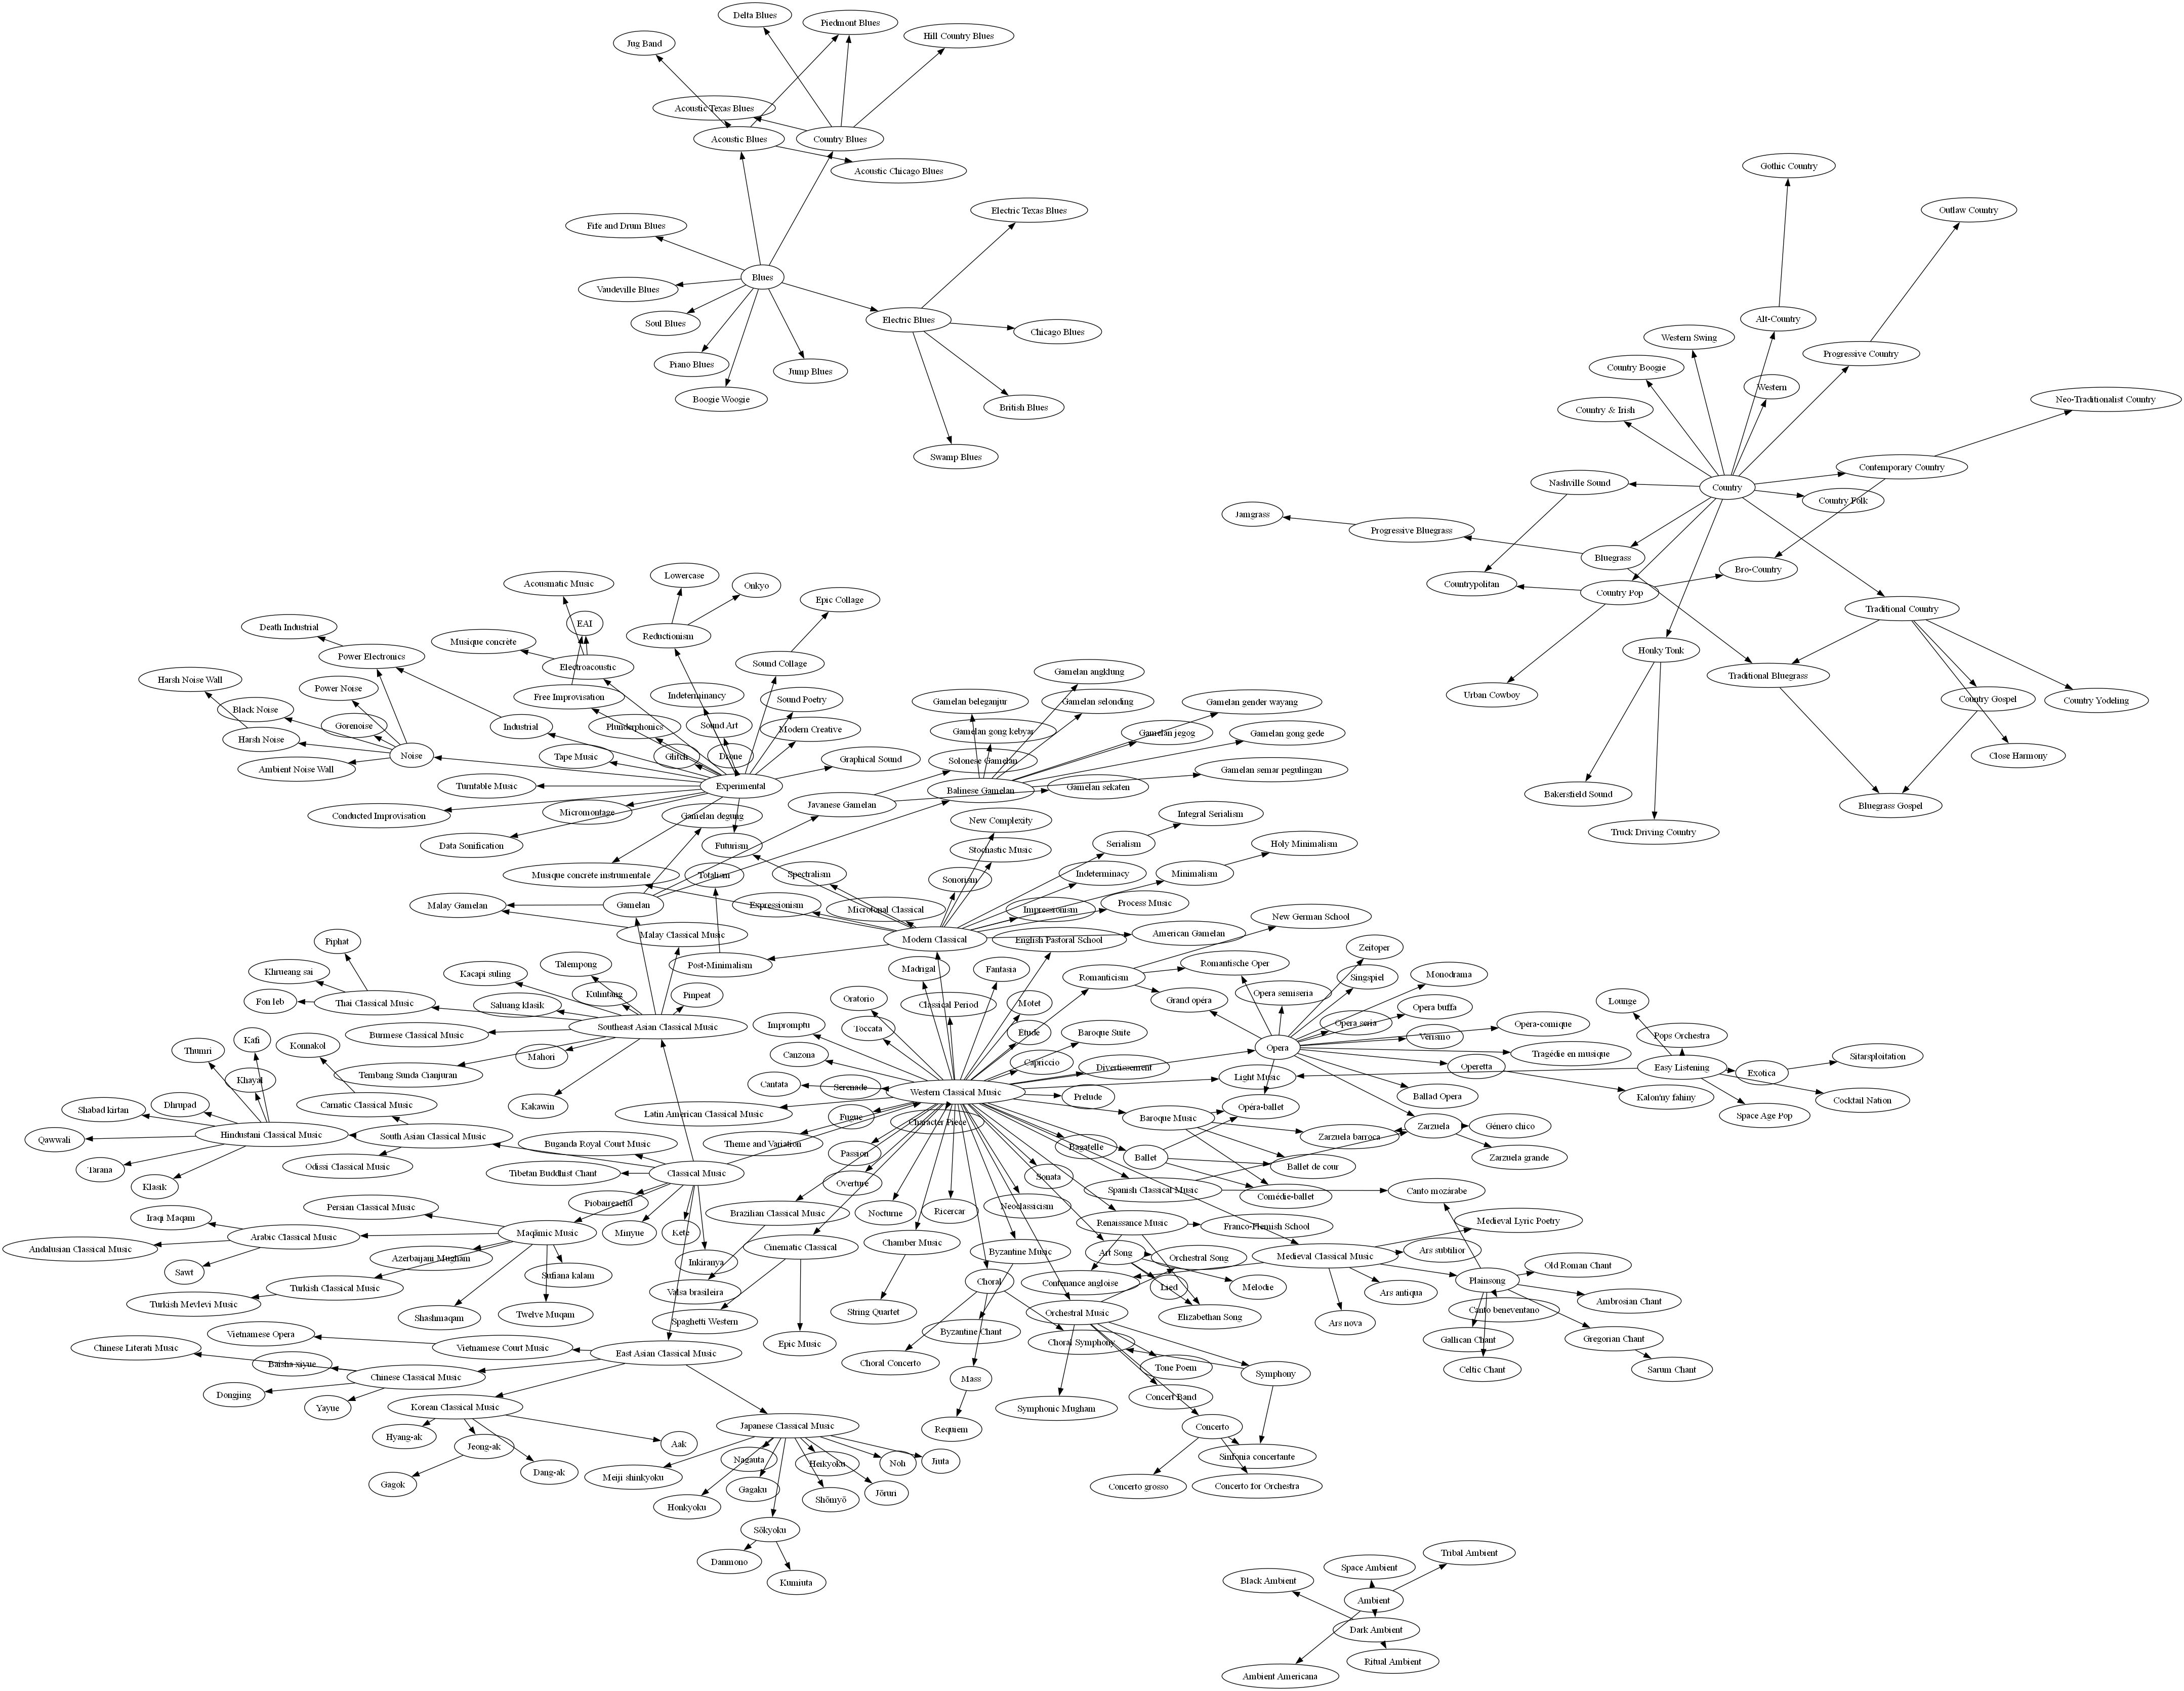 Delta Blues
Piedmont Blues
Hill Country Blues
Jug Band
Acoustic Texas Blues
Acoustic Blues
Country Blues
Acoustic Chicago Blues
Gothic Country
Outlaw Country
Electric Texas Blues
Fife and Drum Blues
Blues
Vaudeville Blues
Electric Blues
Soul Blues
Chicago Blues
Alt-Country
Western Swing
Progressive Country
Piano Blues
Jump Blues
Country Boogie
Western
Boogie Woogie
British Blues
Country & Irish
Neo-Traditionalist Country
Swamp Blues
Contemporary Country
Nashville Sound
Country
Country Folk
Jamgrass
Progressive Bluegrass
Bluegrass
Bro-Country
Countrypolitan
Country Pop
Traditional Country
Honky Tonk
Traditional Bluegrass
Urban Cowboy
Country Gospel
Country Yodeling
Close Harmony
Bakersfield Sound
Bluegrass Gospel
Truck Driving Country
Lowercase
Onkyo
Acousmatic Music
Epic Collage
EAI
Death Industrial
Musique concrète
Reductionism
Power Electronics
Electroacoustic
Sound Collage
Harsh Noise Wall
Power Noise
Free Improvisation
Indeterminancy
Sound Poetry
Gamelan angklung
Gamelan beleganjur
Gamelan selonding
Gamelan gender wayang
Black Noise
Gorenoise
Industrial
Plunderphonics
Sound Art
Modern Creative
Gamelan gong kebyar
Gamelan jegog
Gamelan gong gede
Harsh Noise
Noise
Tape Music
Glitch
Drone
Graphical Sound
Solonese Gamelan
Ambient Noise Wall
Turntable Music
Experimental
Balinese Gamelan
Gamelan sekaten
Gamelan semar pegulingan
Conducted Improvisation
Micromontage
Gamelan degung
Javanese Gamelan
Data Sonification
Futurism
New Complexity
Integral Serialism
Stochastic Music
Serialism
Holy Minimalism
Musique concrète instrumentale
Totalism
Spectralism
Sonorism
Indeterminacy
Minimalism
Malay Gamelan
Gamelan
Expressionism
Microtonal Classical
Impressionism
Process Music
New German School
Malay Classical Music
Modern Classical
English Pastoral School
American Gamelan
Zeitoper
Piphat
Talempong
Post-Minimalism
Madrigal
Fantasia
Romanticism
Romantische Oper
Singspiel
Monodrama
Khrueang sai
Kacapi suling
Kulintang
Pinpeat
Oratorio
Classical Period
Motet
Grand opéra
Opera semiseria
Opera buffa
Lounge
Fon leb
Thai Classical Music
Saluang klasik
Southeast Asian Classical Music
Impromptu
Toccata
Étude
Baroque Suite
Opera seria
Verismo
Opera-comique
Pops Orchestra
Burmese Classical Music
Kafi
Konnakol
Mahori
Canzona
Capriccio
Opera
Tragédie en musique
Sitarsploitation
Thumri
Tembang Sunda Cianjuran
Cantata
Serenade
Divertissement
Light Music
Operetta
Easy Listening
Exotica
Khayal
Western Classical Music
Prelude
Ballad Opera
Kalon'ny fahiny
Cocktail Nation
Space Age Pop
Shabad kirtan
Dhrupad
Carnatic Classical Music
Kakawin
Latin American Classical Music
Fugue
Baroque Music
Opéra-ballet
Zarzuela
Género chico
Qawwali
Hindustani Classical Music
South Asian Classical Music
Buganda Royal Court Music
Theme and Variation
Character Piece
Passion
Bagatelle
Ballet
Zarzuela barroca
Zarzuela grande
Tarana
Odissi Classical Music
Tibetan Buddhist Chant
Classical Music
Overture
Sonata
Ballet de cour
Klasik
Piobaireachd
Spanish Classical Music
Comédie-ballet
Canto mozárabe
Persian Classical Music
Brazilian Classical Music
Nocturne
Ricercar
Neoclassicism
Iraqi Maqam
Renaissance Music
Franco-Flemish School
Medieval Lyric Poetry
Arabic Classical Music
Maqāmic Music
Minyue
Kete
Chamber Music
Andalusian Classical Music
Azerbaijani Mugham
Inkiranya
Cinematic Classical
Byzantine Music
Art Song
Orchestral Song
Medieval Classical Music
Ars subtilior
Sawt
Sufiana kalam
Choral
Contenance angloise
Lied
Melodie
Ars antiqua
Plainsong
Old Roman Chant
Turkish Mevlevi Music
Turkish Classical Music
Valsa brasileira
Ambrosian Chant
Shashmaqam
Twelve Muqam
Spaghetti Western
String Quartet
Orchestral Music
Elizabethan Song
Ars nova
Canto beneventano
Vietnamese Opera
Epic Music
Byzantine Chant
Choral Symphony
Gallican Chant
Gregorian Chant
Chinese Literati Music
Vietnamese Court Music
East Asian Classical Music
Baisha xiyue
Choral Concerto
Tone Poem
Symphony
Celtic Chant
Sarum Chant
Chinese Classical Music
Mass
Dongjing
Yayue
Korean Classical Music
Symphonic Mugham
Concert Band
Hyang-ak
Jeong-ak
Aak
Japanese Classical Music
Requiem
Concerto
Gagok
Dang-ak
Meiji shinkyoku
Nagauta
Heikyoku
Noh
Jiuta
Sinfonia concertante
Honkyoku
Gagaku
Shōmyō
Jōruri
Concerto grosso
Concerto for Orchestra
Sōkyoku
Danmono
Kumiuta
Tribal Ambient
Space Ambient
Black Ambient
Ambient
Dark Ambient
Ritual Ambient
Ambient Americana